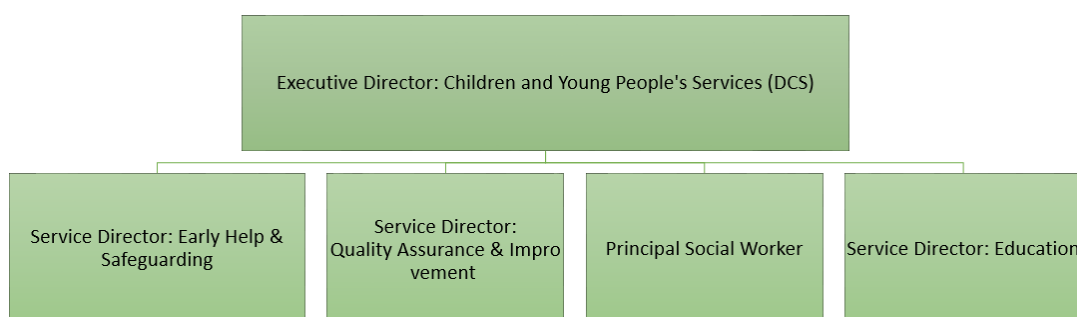 Executive Director: Children and Young People's Services (DCS)
Service Director: Early Help &
Safeguarding
Service Director:
Quality Assurance & Impro
vement
Principal Social Worker
Service Director: Education